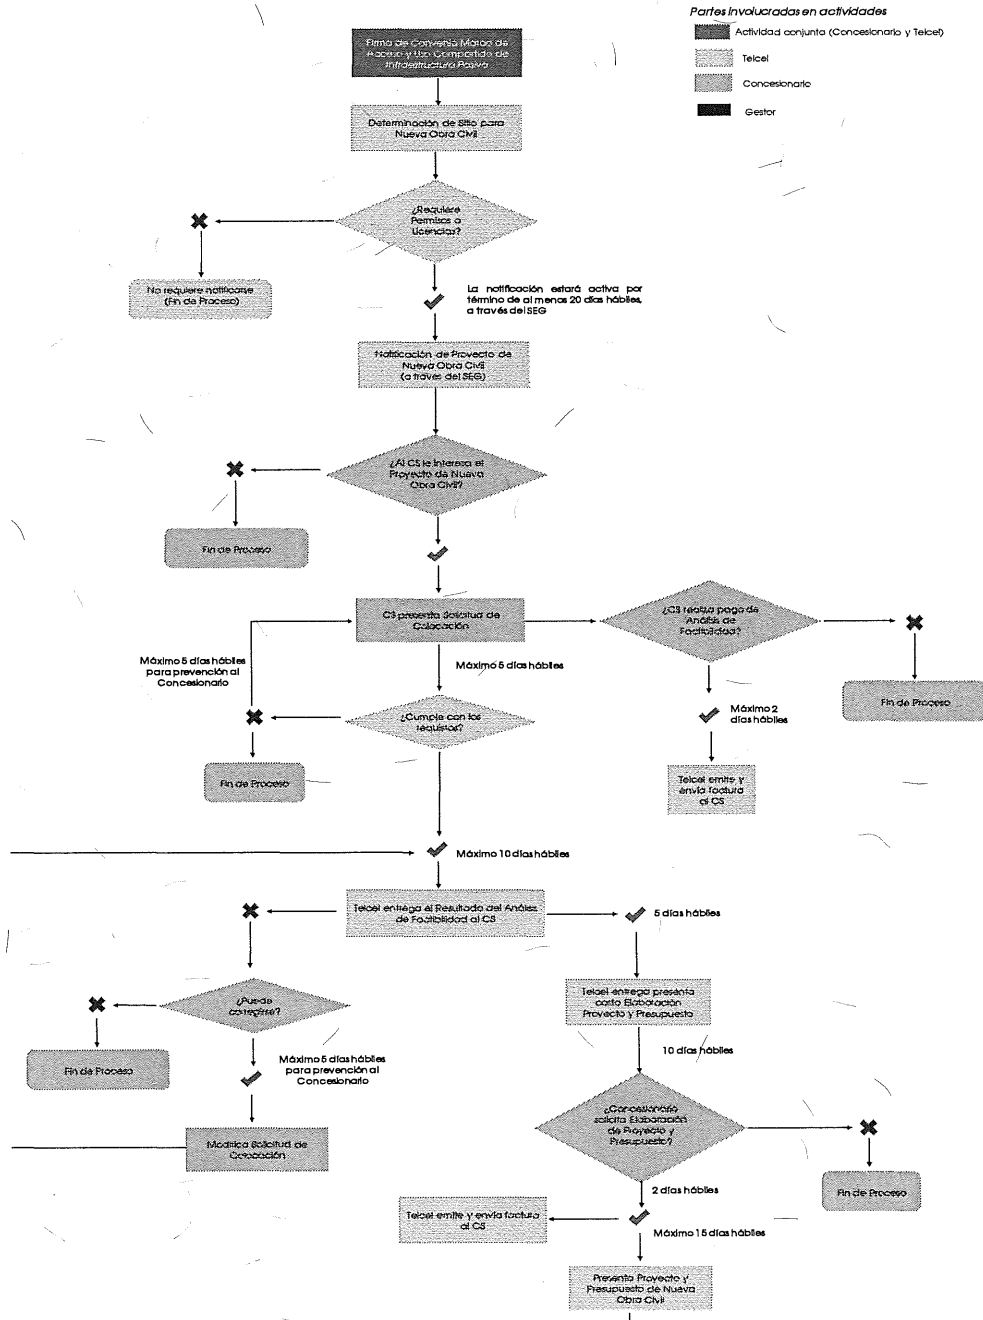 Partes Involucradas en actividades
Actividad conjunta (Concesionario y Telcel)
Telcel
Concesionario
Gestor
Firma de Convenio Marco de
Acceso y Uso Compartido de
Infraestructura Pasiva
Determinación de Sitio para
Nueva Obra Civil
¿Requiere
Permisos o
Licencias?
No requiere notificarse
(Fin de Proceso)
La notificación estará activa por
término de al menos 20 días hábiles,
a través del SEG
Notificación de Proyecto de
Nueva Obra Civil
(a través del SEG)
¿Al CS le interesa el
Proyecto de Nueva
Obra Civil?
Fin de Proceso
CS presenta Solicitud de
Colocación
¿CS realiza pago de
Análisis de
Factibilidad?
Máximo 5 días hábiles
para prevención al
Concesionario
Máximo 5 días hábiles
Fin de Proceso
¿Cumple con los
requisitos?
Máximo 2
días hábiles
Fin de Proceso
Telcel emite y
envía factura
al CS
Máximo 10 días hábiles
Telcel entrega el Resultado del Análisis
de Factibilidad al CS
5 días hábiles
¿Puede
corregirse?
Telcel entrega presenta
costo Elaboración
Proyecto y Presupuesto
Fin de Proceso
Máximo 5 días hábiles
para prevención al
Concesionario
10 días hábiles
¿Concesionario
solicita Elaboración
de Proyecto y
Presupuesto?
Modifica Solicitud de
Colocación
Fin de Proceso
2 días hábiles
Telcel emite y envía factura
al CS
Máximo 15 días hábiles
Presenta Proyecto y
Presupuesto de Nueva
Obra Civil